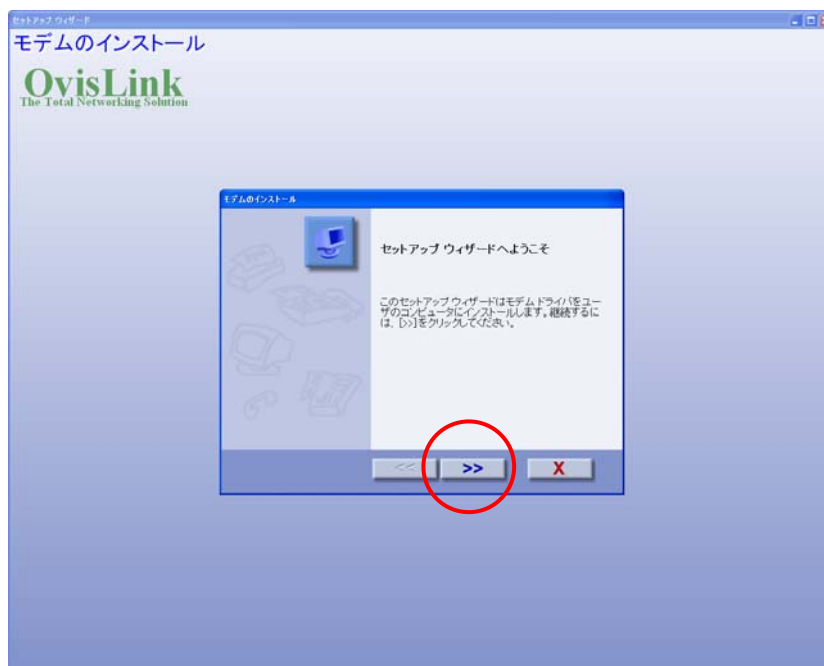 セットアップ ウィザード
モデムのインストール
OvisLink
The Total Networking Solution
モデムのインストール
セットアップ ウィザードへようこそ
このセットアップ ウィザードはモデムドライバをユー
ザのコンピュータにインストールします。継続するに
は、[>>]をクリックしてください。
<< >> X